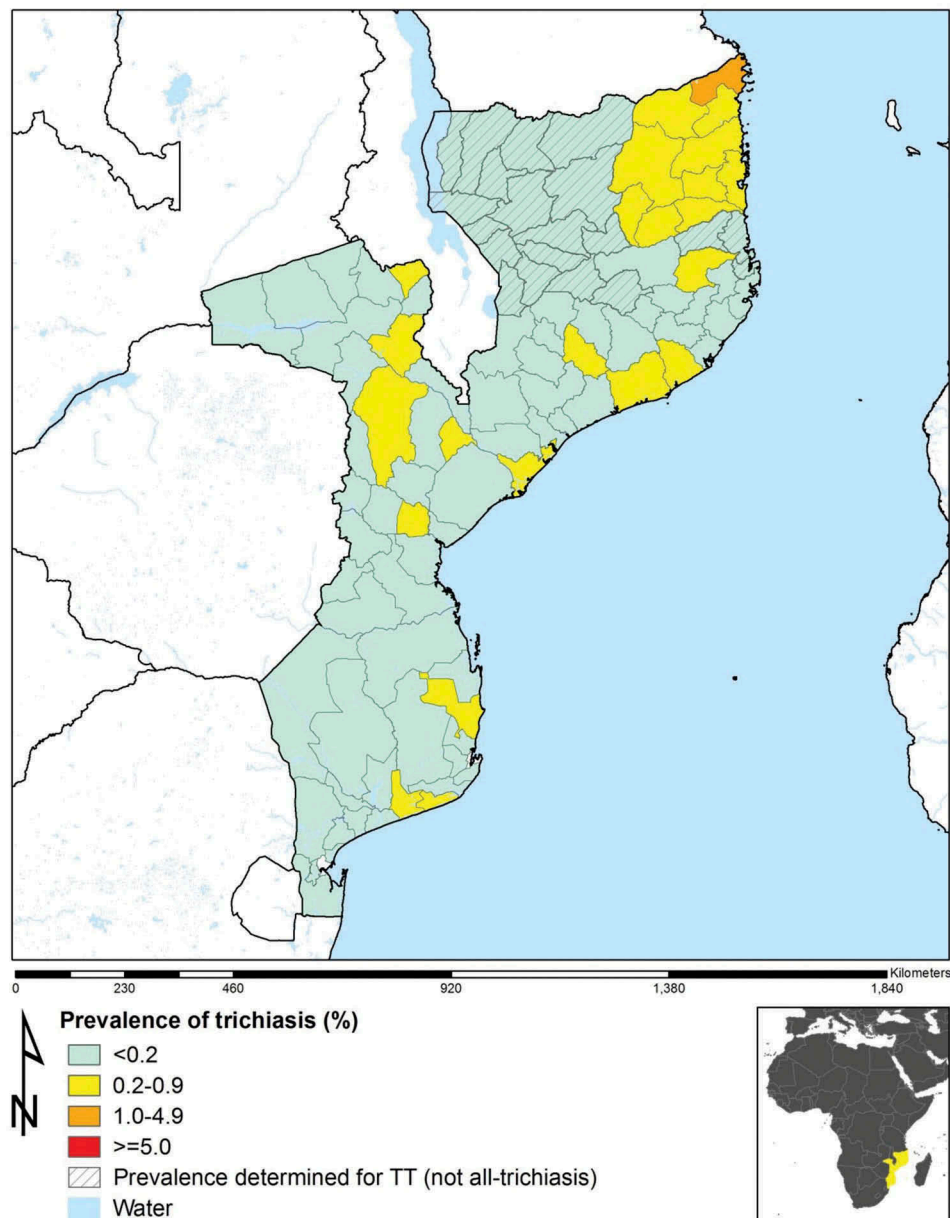 Kilometers
0 230 460 920 1,380 1,840
Prevalence of trichiasis (%)
<0.2
0.2-0.9
1.0-4.9
>=5.0
Prevalence determined for TT (not all-trichiasis)
Water
N